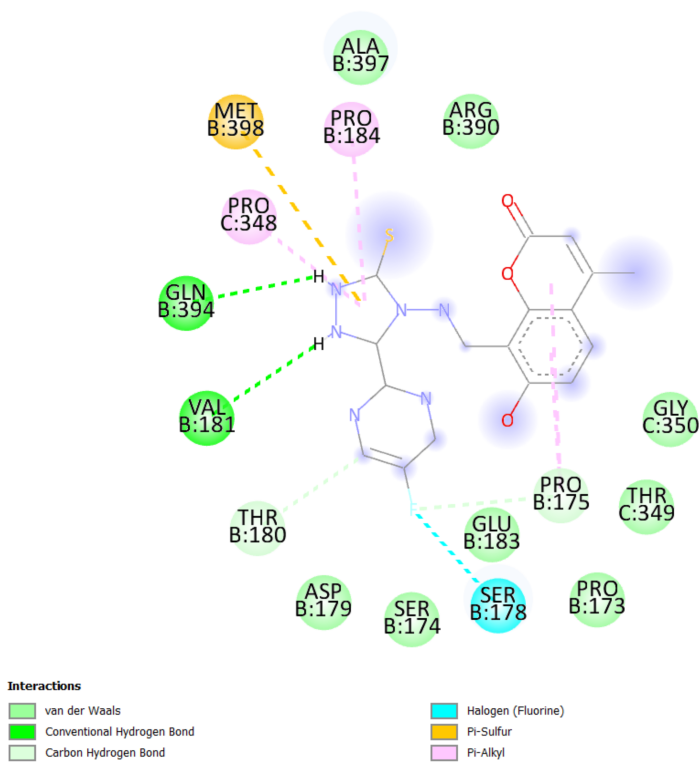 ALA
B:397
MET
B:398
PRO
B:184
ARG
B:390
PRO
C:348
S
O
H
N
O
GLN
B:394
N
N
N
H
VAL
B:181
N
N
O
GLY
C:350
THR
B:180
F
PRO
B:175
THR
C:349
GLU
B:183
ASP
B:179
SER
B:174
SER
B:178
PRO
B:173
Interactions
van der Waals
Conventional Hydrogen Bond
Carbon Hydrogen Bond
Halogen (Fluorine)
Pi-Sulfur
Pi-Alkyl